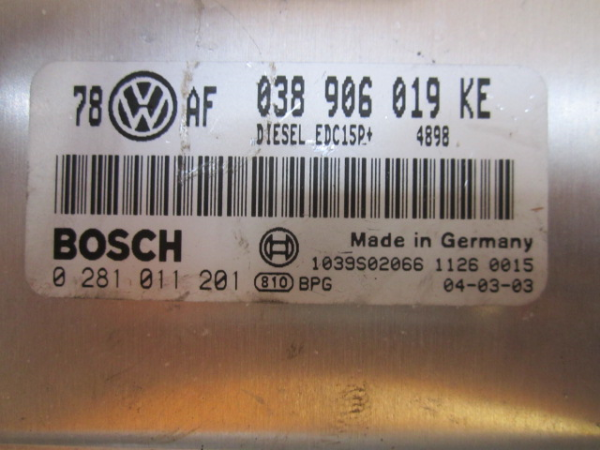 78 VW AF 038 906 019 KE
DIESEL EDC15P+ 4898
BOSCH Made in Germany
1039S02066 1126 0015
0 281 011 201 810 BPG 04-03-03